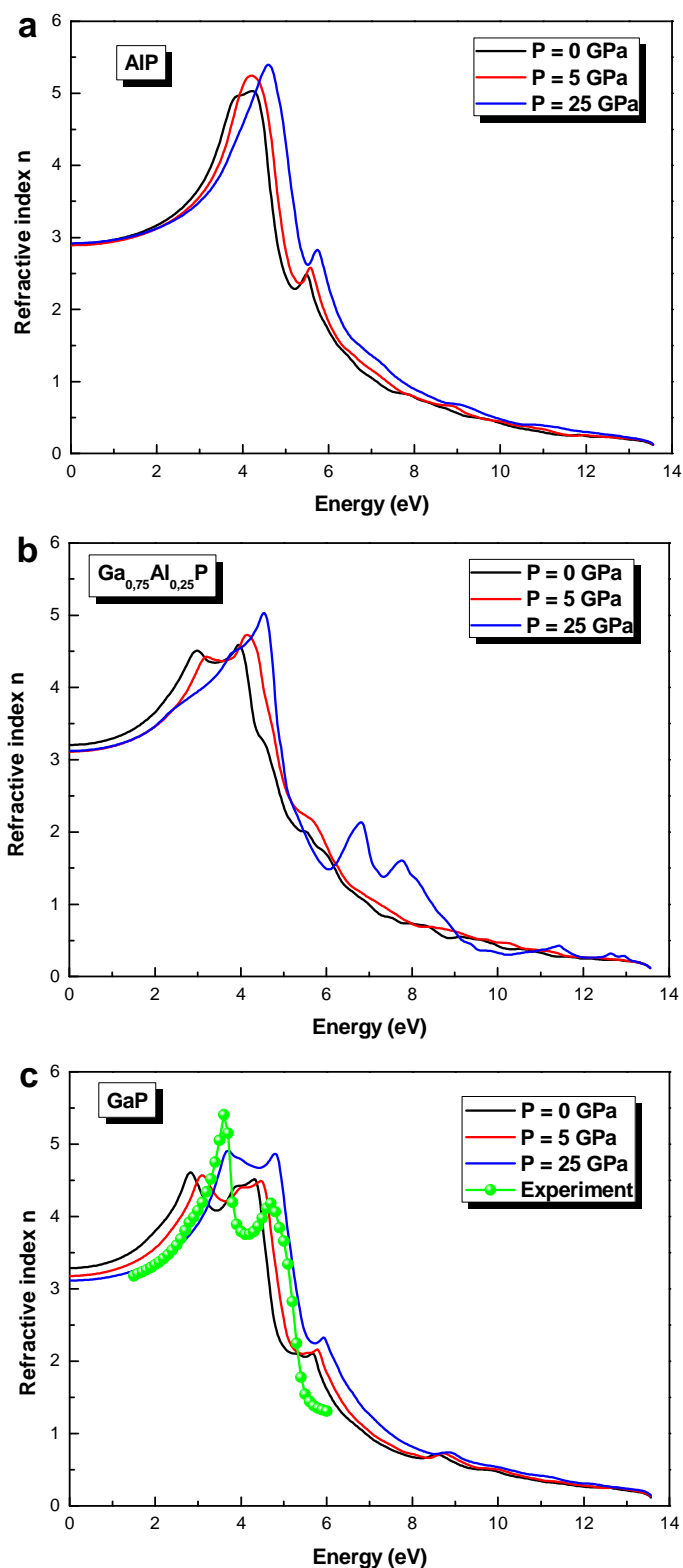 a
AlP
P = 0 GPa
P = 5 GPa
P = 25 GPa
Refractive index n
6
5
4
3
2
1
0
0 2 4 6 8 10 12 14
Energy (eV)
b
Ga0,75Al0,25P
P = 0 GPa
P = 5 GPa
P = 25 GPa
Refractive index n
6
5
4
3
2
1
0
0 2 4 6 8 10 12 14
Energy (eV)
c
GaP
P = 0 GPa
P = 5 GPa
P = 25 GPa
Experiment
Refractive index n
6
5
4
3
2
1
0
0 2 4 6 8 10 12 14
Energy (eV)